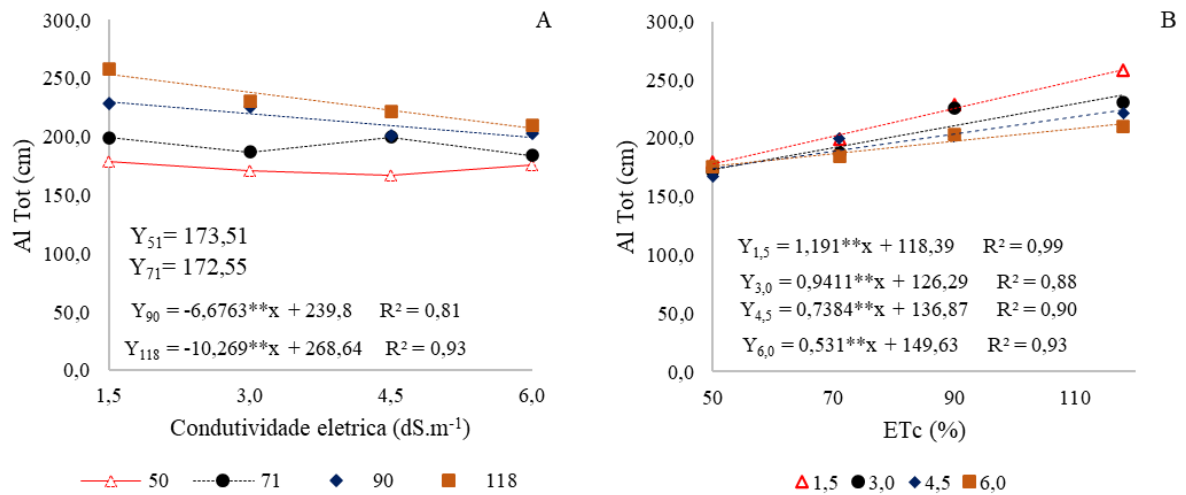 A
Al Tot (cm)
300,0
250,0
200,0
150,0
100,0
50,0
0,0
Y51= 173,51
Y71= 172,55
Y90 = -6,6763**x + 239,8 R² = 0,81
Y118 = -10,269**x + 268,64 R² = 0,93
1,5 3,0 4,5 6,0
Condutividade eletrica (dS.m⁻¹)
50 71 90 118
B
Al Tot (cm)
300,0
250,0
200,0
150,0
100,0
50,0
0,0
Y1,5 = 1,191**x + 118,39 R² = 0,99
Y3,0 = 0,9411**x + 126,29 R² = 0,88
Y4,5 = 0,7384**x + 136,87 R² = 0,90
Y6,0 = 0,531**x + 149,63 R² = 0,93
50 70 90 110
ETc (%)
1,5 3,0 4,5 6,0